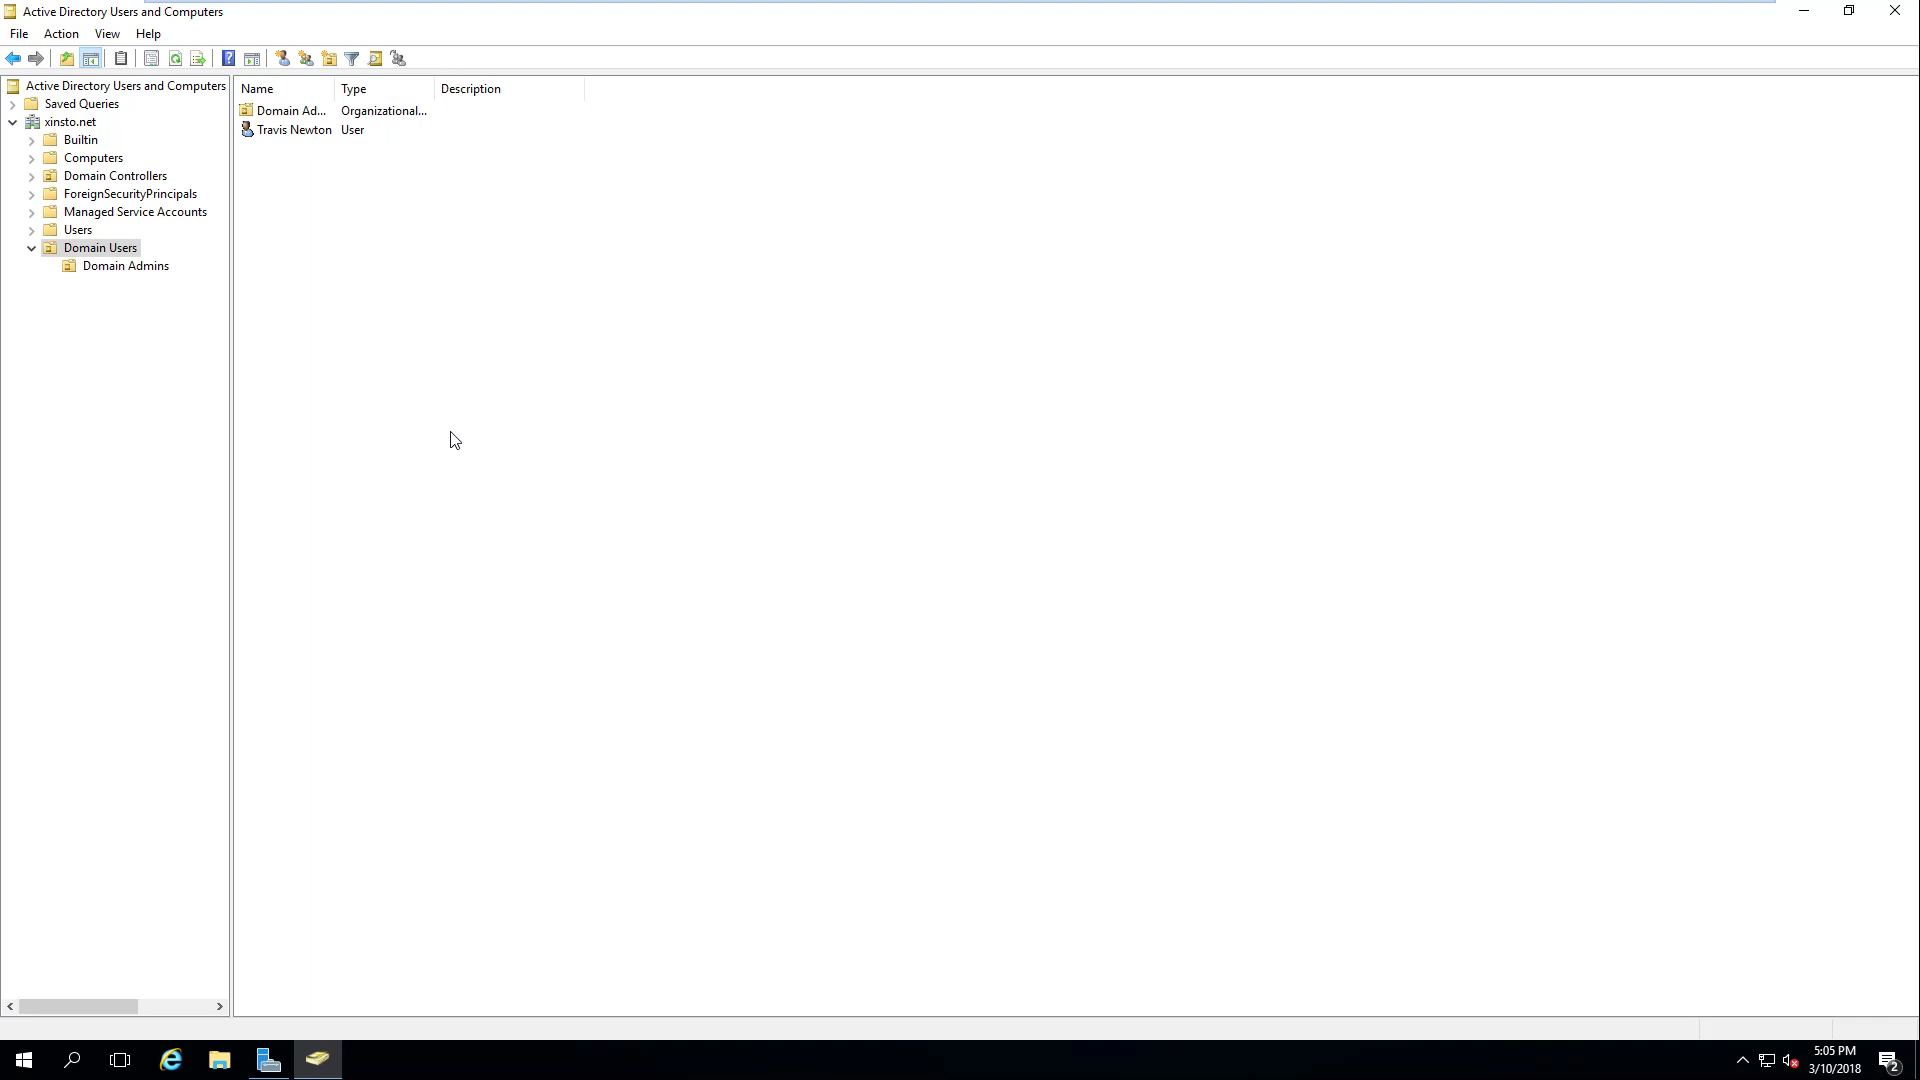 Active Directory Users and Computers
File Action View Help
Active Directory Users and Computers
Saved Queries
xinsto.net
Builtin
Computers
Domain Controllers
ForeignSecurityPrincipals
Managed Service Accounts
Users
Domain Users
Domain Admins
Name Type Description
Domain Ad... Organizational...
Travis Newton User
5:05 PM
3/10/2018
2